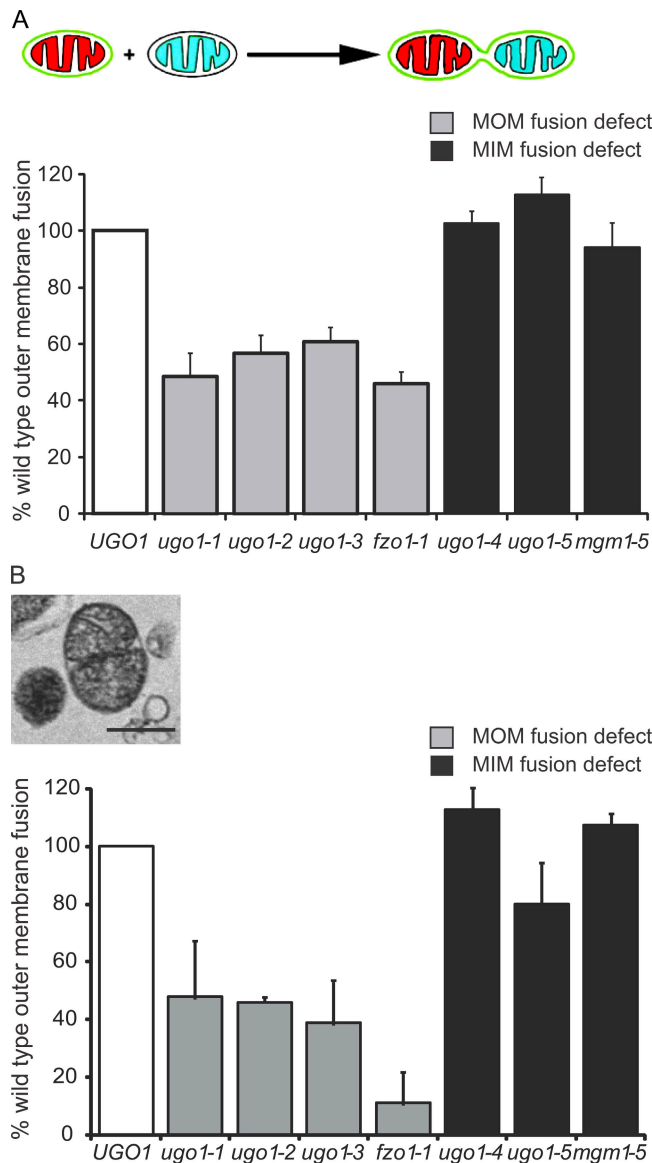 A
+
MOM fusion defect
MIM fusion defect
% wild type outer membrane fusion
120
100
80
60
40
20
0
UGO1 ugo1-1 ugo1-2 ugo1-3 fzo1-1 ugo1-4 ugo1-5 mgm1-5
B
MOM fusion defect
MIM fusion defect
% wild type outer membrane fusion
120
100
80
60
40
20
0
UGO1 ugo1-1 ugo1-2 ugo1-3 fzo1-1 ugo1-4 ugo1-5 mgm1-5